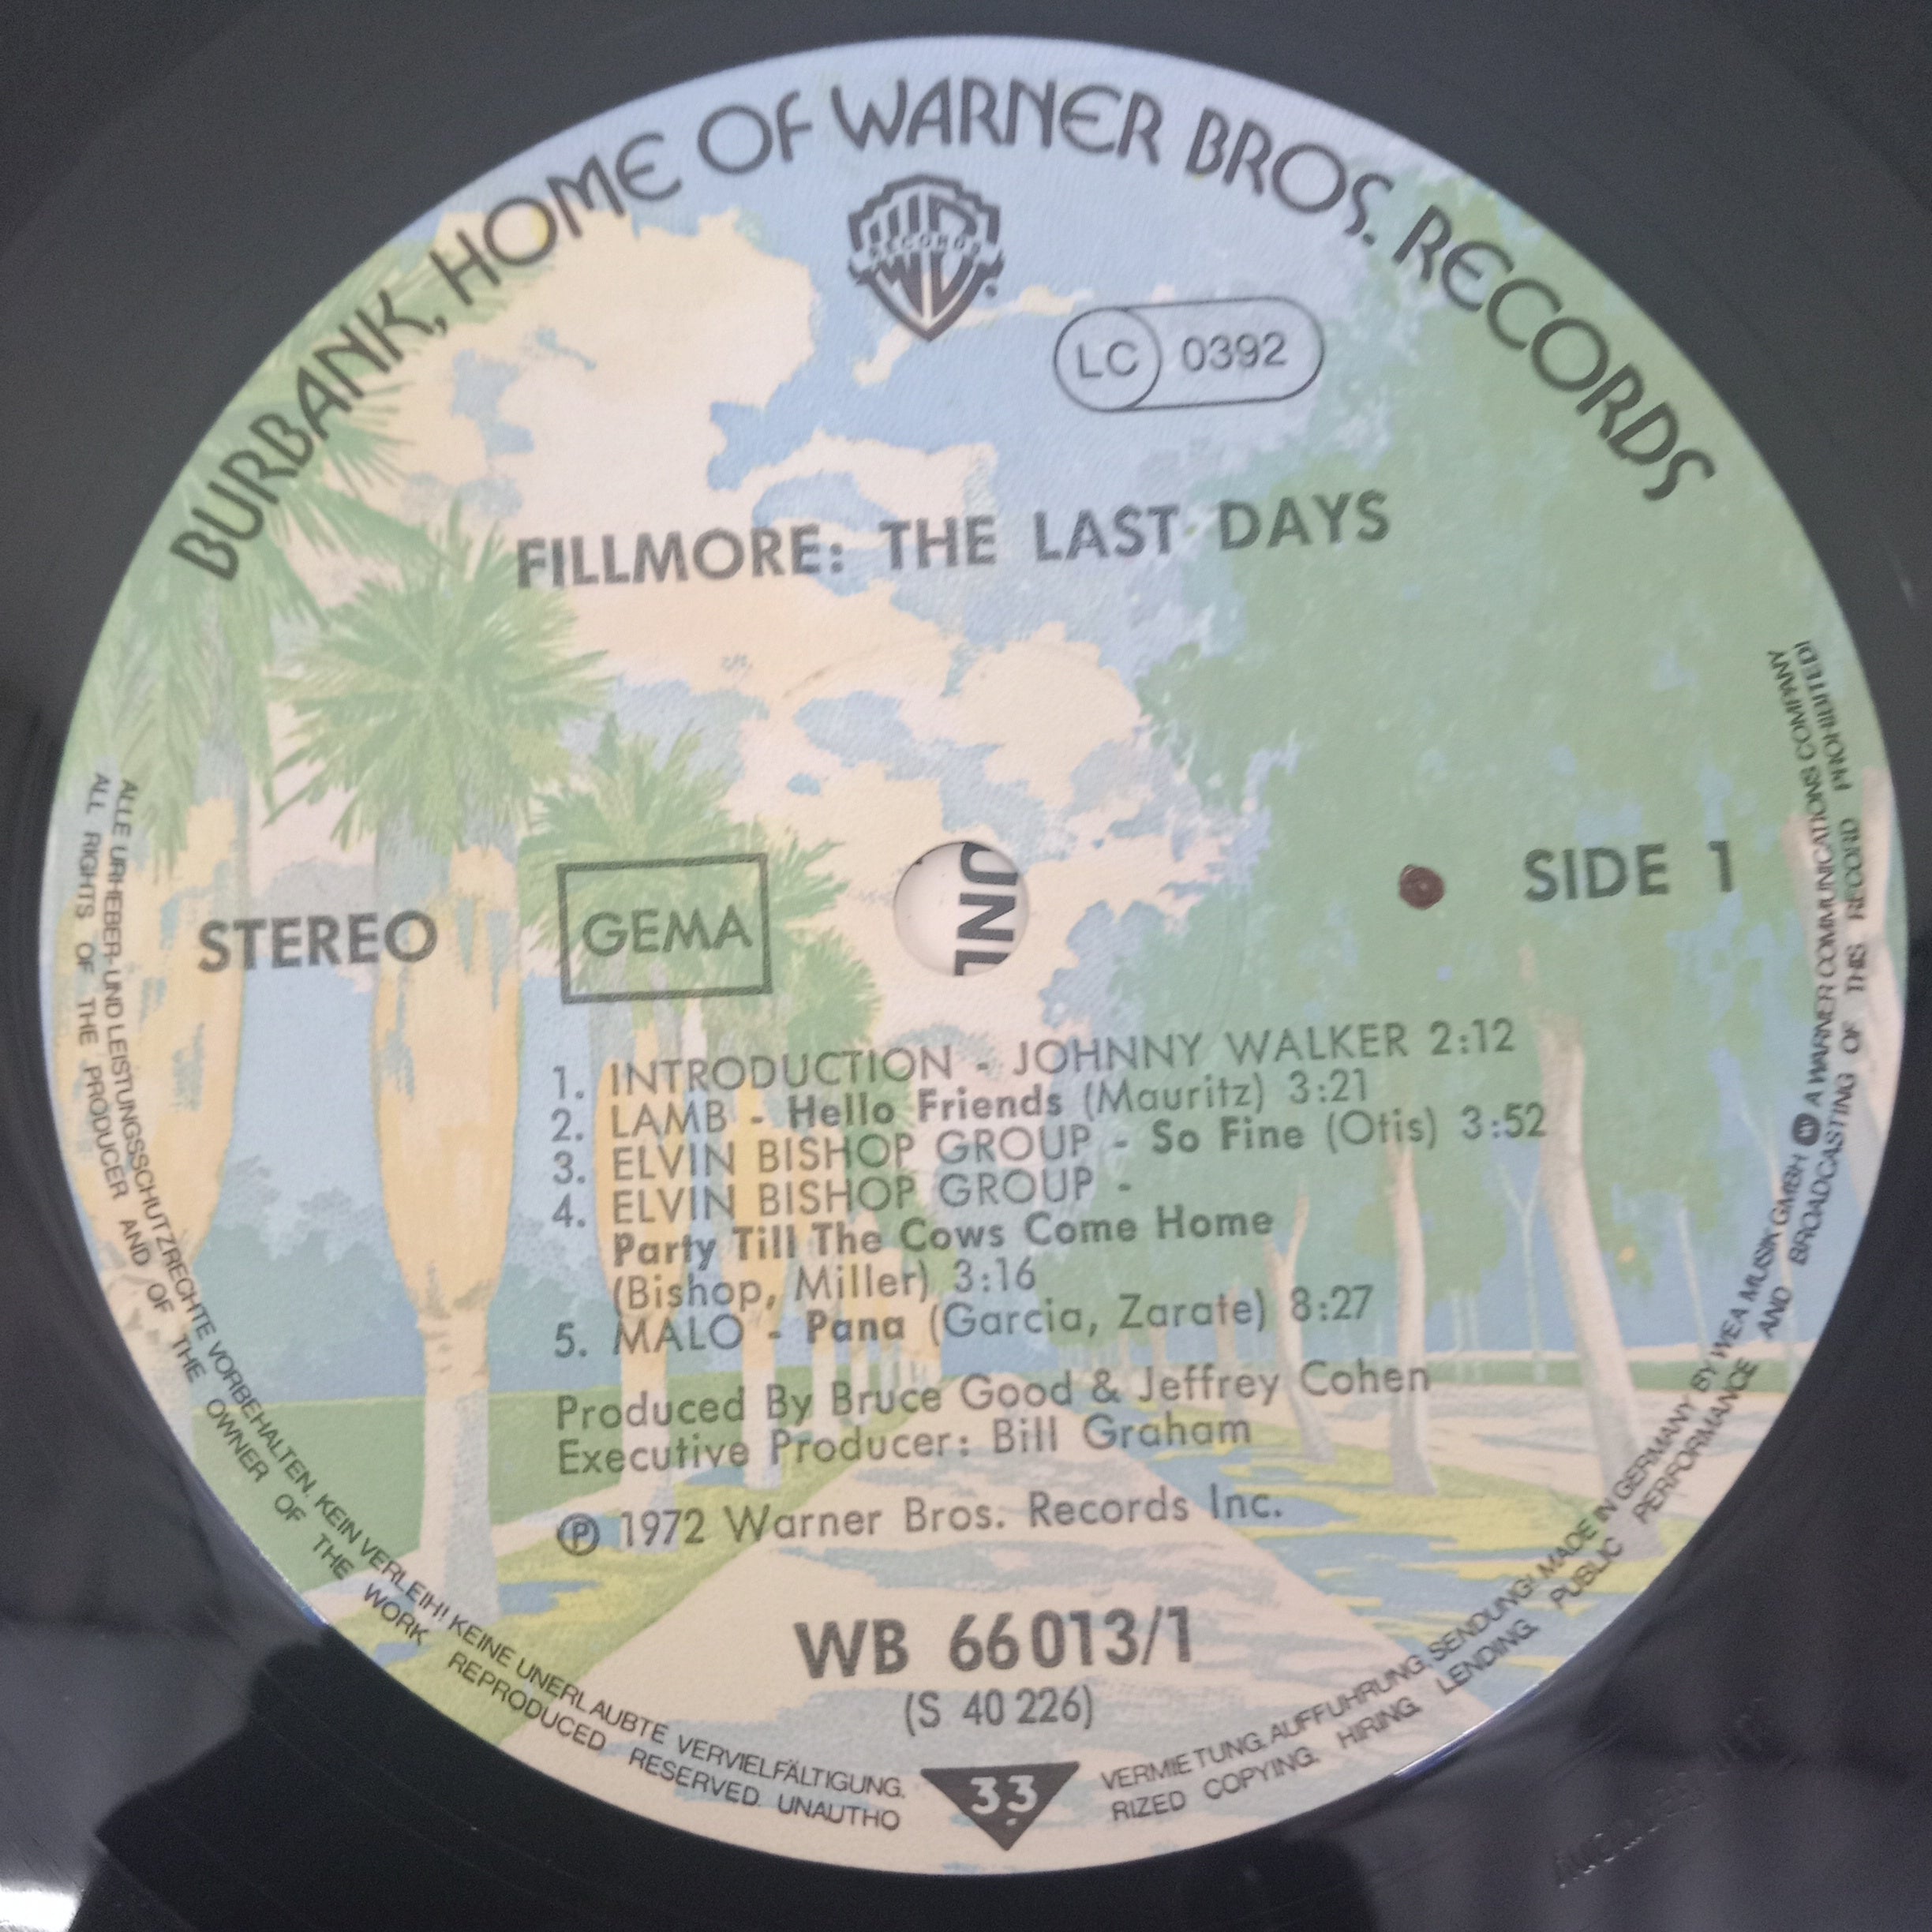 BURBANK, HOME OF WARNER BROS. RECORDS
RECORDS
LC 0392
FILLMORE: THE LAST DAYS
STEREO
GEMA
SIDE 1
1. INTRODUCTION - JOHNNY WALKER 2:12
2. LAMB - Hello Friends (Mauritz) 3:21
3. ELVIN BISHOP GROUP - So Fine (Otis) 3:52
4. ELVIN BISHOP GROUP -
Party Till The Cows Come Home
(Bishop, Miller) 3:16
5. MALO - Pana (Garcia, Zarate) 8:27
Produced By Bruce Good & Jeffrey Cohen
Executive Producer: Bill Graham
Ⓟ 1972 Warner Bros. Records Inc.
WB 66013/1
(S 40226)
33
ALLE URHEBER- UND LEISTUNGSSCHUTZRECHTE VORBEHALTEN. KEIN VERLEIH! KEINE UNERLAUBTE VERVIELFÄLTIGUNG, VERMIETUNG, AUFFÜHRUNG, SENDUNG! MADE IN GERMANY BY WEA MUSIK GMBH A WARNER COMMUNICATIONS COMPANY
ALL RIGHTS OF THE PRODUCER AND OF THE OWNER OF THE WORK REPRODUCED RESERVED. UNAUTHORIZED COPYING, HIRING, LENDING, PUBLIC PERFORMANCE AND BROADCASTING OF THIS RECORD PROHIBITED!